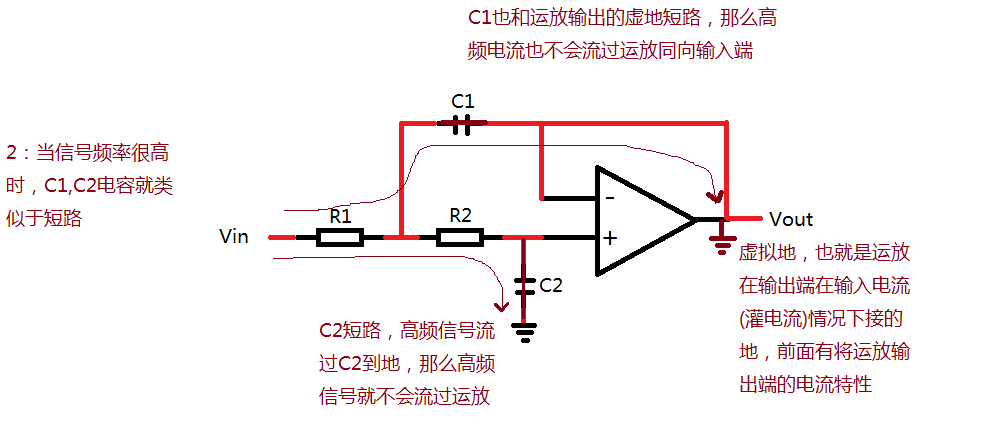 C1也和运放输出的虚地短路，那么高
频电流也不会流过运放同向输入端
2：当信号频率很高
时，C1,C2电容就类
似于短路
C1
R1
R2
Vin
-
+
Vout
C2
虚拟地，也就是运放
在输出端在输入电流
(灌电流)情况下接的
地，前面有将运放输
出端的电流特性
C2短路，高频信号流
过C2到地，那么高频
信号就不会流过运放